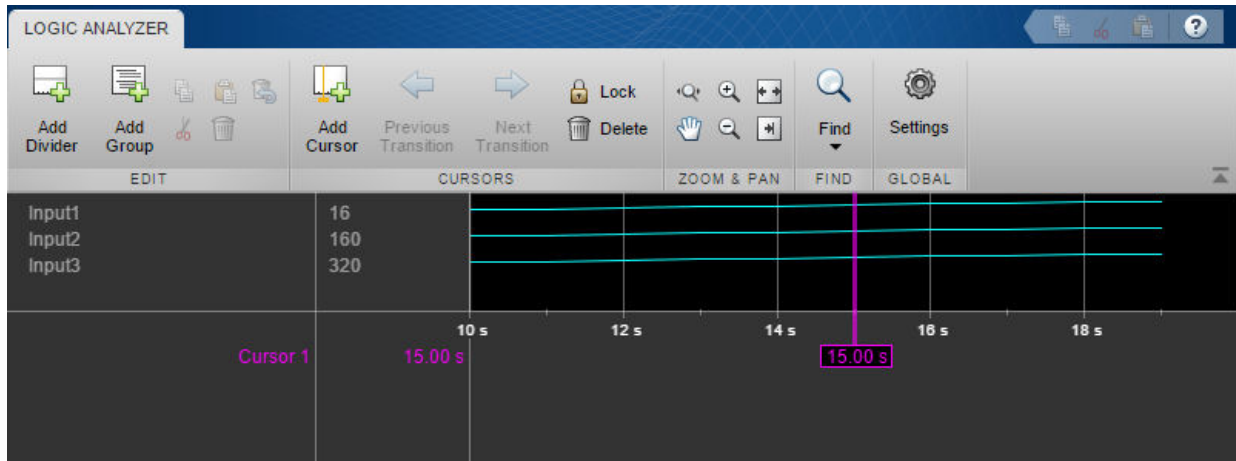 LOGIC ANALYZER
?
Add Divider
Add Group
Add Cursor
Previous Transition
Next Transition
Lock
Delete
Find
Settings
EDIT
CURSORS
ZOOM & PAN
FIND
GLOBAL
Input1 16
Input2 160
Input3 320
10 s 12 s 14 s 16 s 18 s
Cursor 1 15.00 s 15.00 s